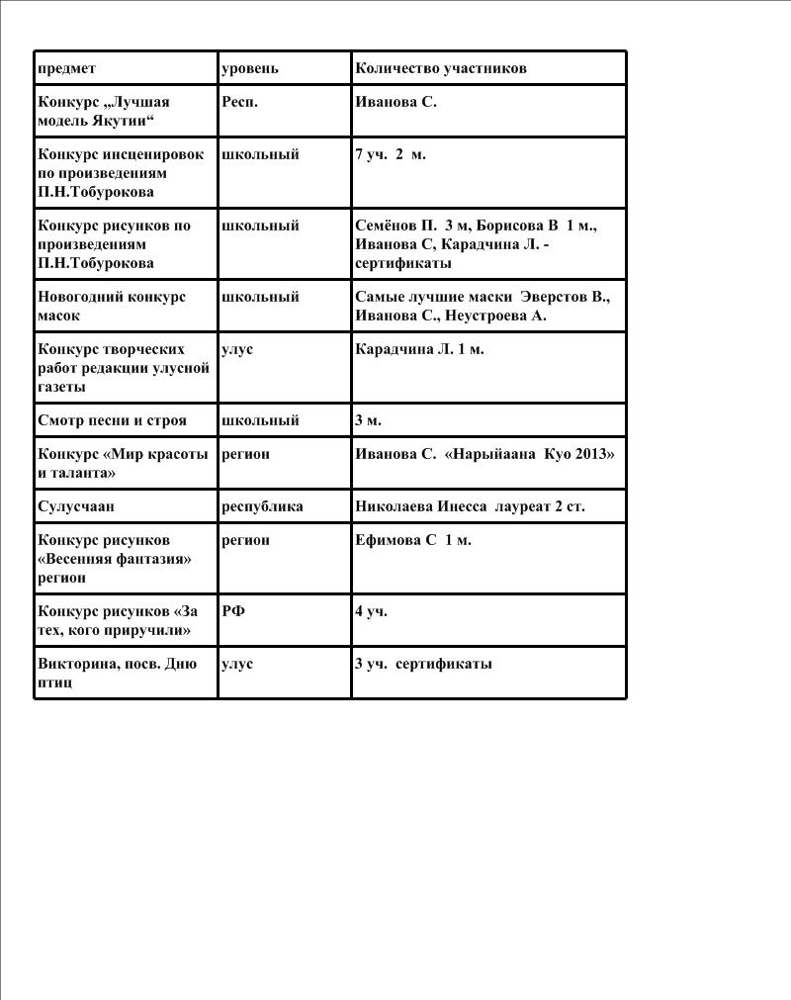 предмет уровень Количество участников
Конкурс „Лучшая Респ. Иванова С.
модель Якутии“
Конкурс инсценировок школьный 7 уч. 2 м.
по произведениям
П.Н.Тобурокова
Конкурс рисунков по школьный Семёнов П. 3 м, Борисова В 1 м.,
произведениям Иванова С, Карадчина Л. -
П.Н.Тобурокова сертификаты
Новогодний конкурс школьный Самые лучшие маски Эверстов В.,
масок Иванова С., Неустроева А.
Конкурс творческих улус Карадчина Л. 1 м.
работ редакции улусной
газеты
Смотр песни и строя школьный 3 м.
Конкурс «Мир красоты регион Иванова С. «Нарыйаана Куо 2013»
и таланта»
Сулусчаан республика Николаева Инесса лауреат 2 ст.
Конкурс рисунков регион Ефимова С 1 м.
«Весенняя фантазия»
регион
Конкурс рисунков «За РФ 4 уч.
тех, кого приручили»
Викторина, посв. Дню улус 3 уч. сертификаты
птиц